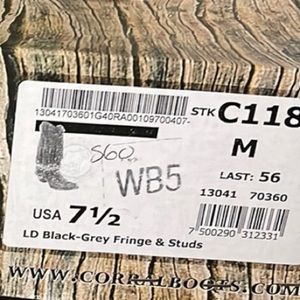 13041703601G40RA00109700407-
STK C118
M
S60
WB5
LAST: 56
13041 70360
USA 7½
7 500290 312331
LD Black-Grey Fringe & Studs
WWW.CORRALBOOTS.COM